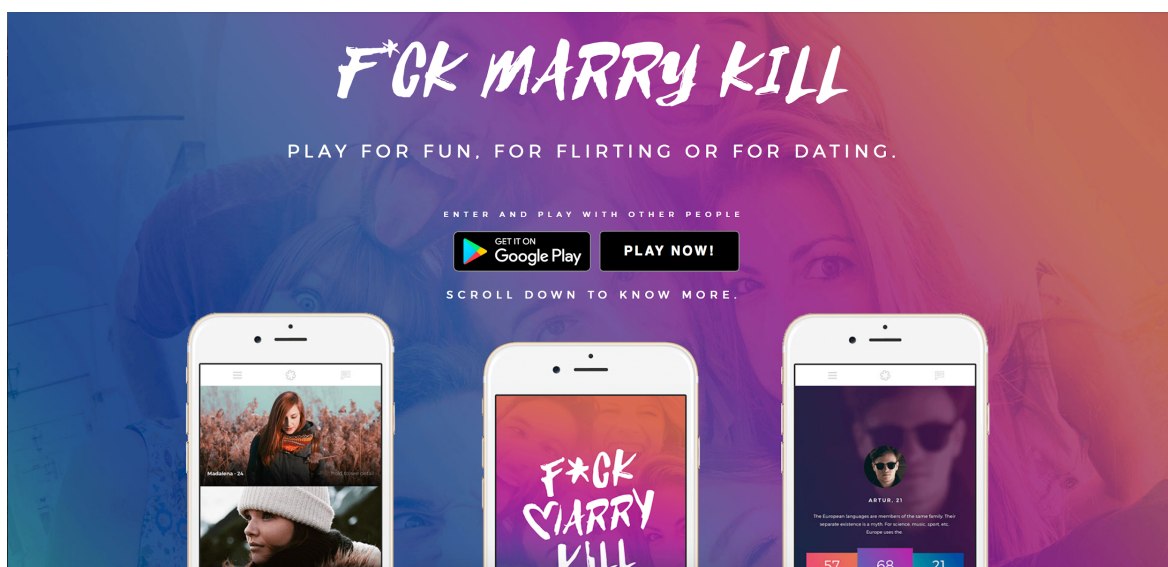 F*CK MARRY KILL
PLAY FOR FUN, FOR FLIRTING OR FOR DATING.
ENTER AND PLAY WITH OTHER PEOPLE
GET IT ON
Google Play
PLAY NOW!
SCROLL DOWN TO KNOW MORE.
Madalena - 24
F*CK
MARRY
KILL
ARTUR, 21
The European languages are members of the same family. Their
separate existence is a myth. For science, music, sport, etc,
Europe uses the.
57
68
21